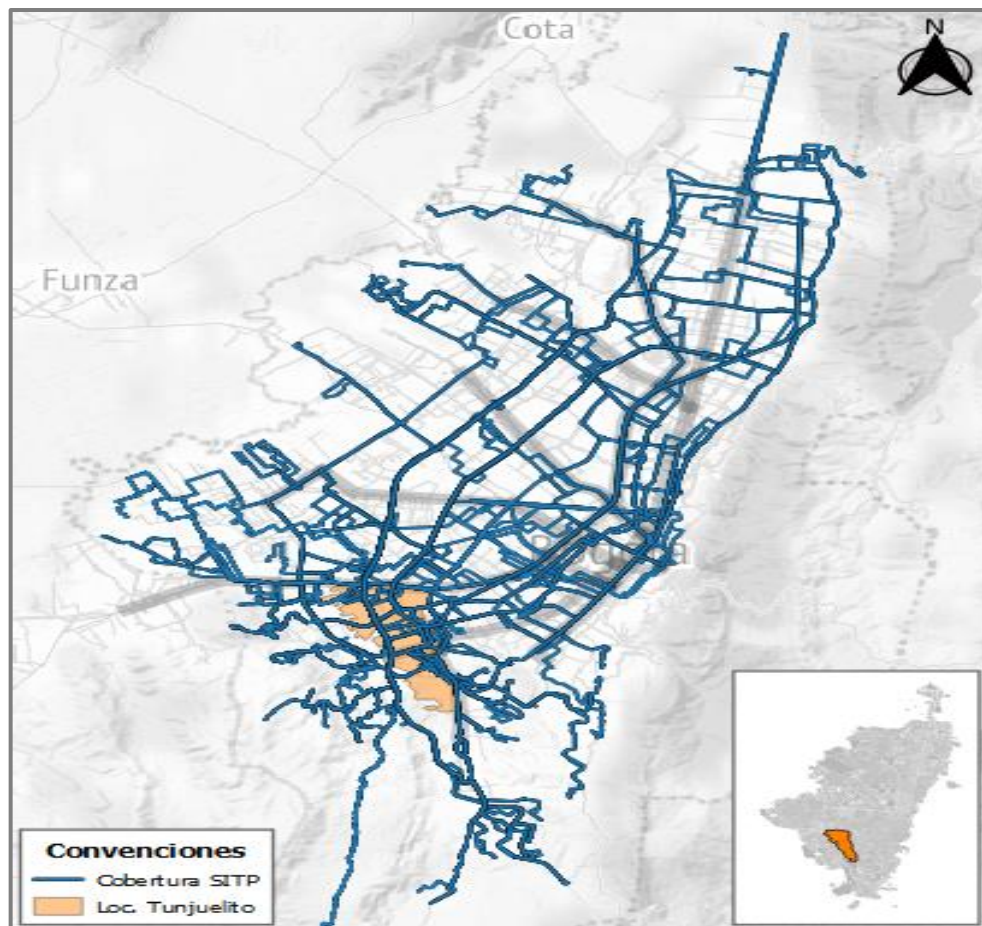 Cota
N
Funza
Convenciones
Cobertura SITP
Loc. Tunjuelito